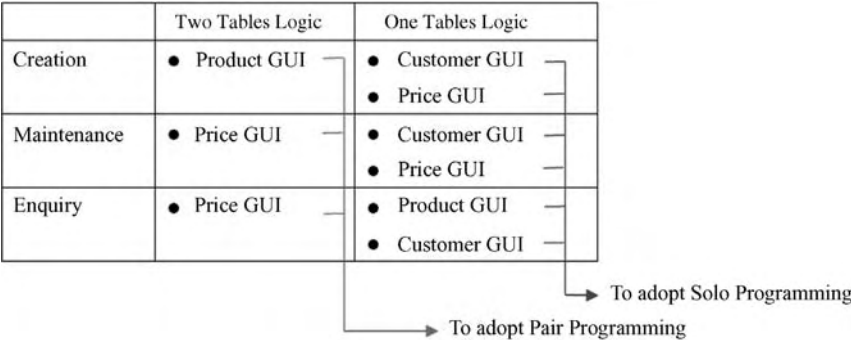 Two Tables Logic One Tables Logic
Creation ● Product GUI ● Customer GUI
● Price GUI
Maintenance ● Price GUI ● Customer GUI
● Price GUI
Enquiry ● Price GUI ● Product GUI
● Customer GUI
To adopt Solo Programming
To adopt Pair Programming